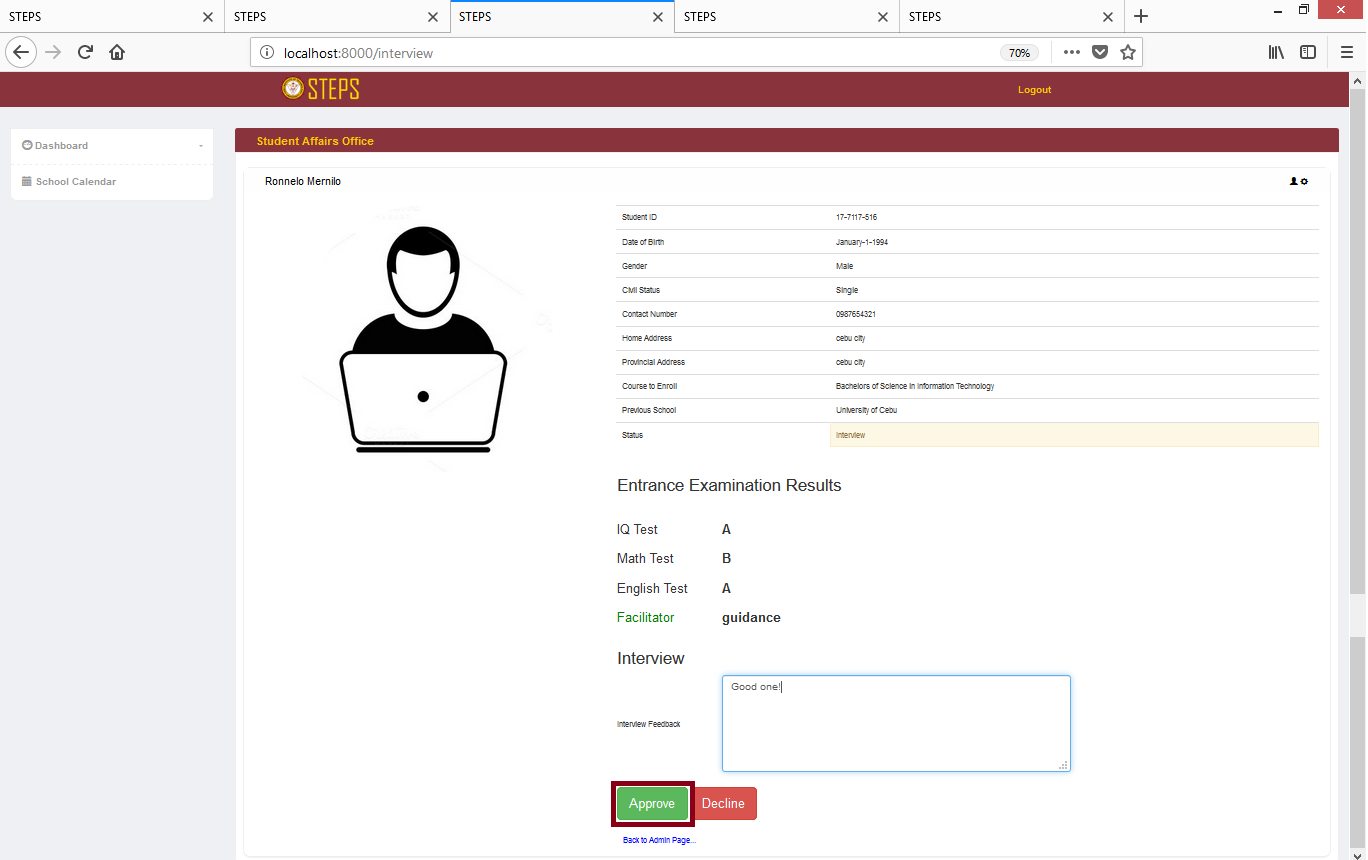 STEPS STEPS STEPS STEPS STEPS
localhost:8000/interview 70%
STEPS Logout
Dashboard
School Calendar
Student Affairs Office
Ronnelo Mernilo
Student ID 17-7117-516
Date of Birth January-1-1994
Gender Male
Civil Status Single
Contact Number 0987654321
Home Address cebu city
Provincial Address cebu city
Course to Enroll Bachelors of Science in Information Technology
Previous School University of Cebu
Status Interview
Entrance Examination Results
IQ Test A
Math Test B
English Test A
Facilitator guidance
Interview
Interview Feedback Good one!
Approve Decline
Back to Admin Page...